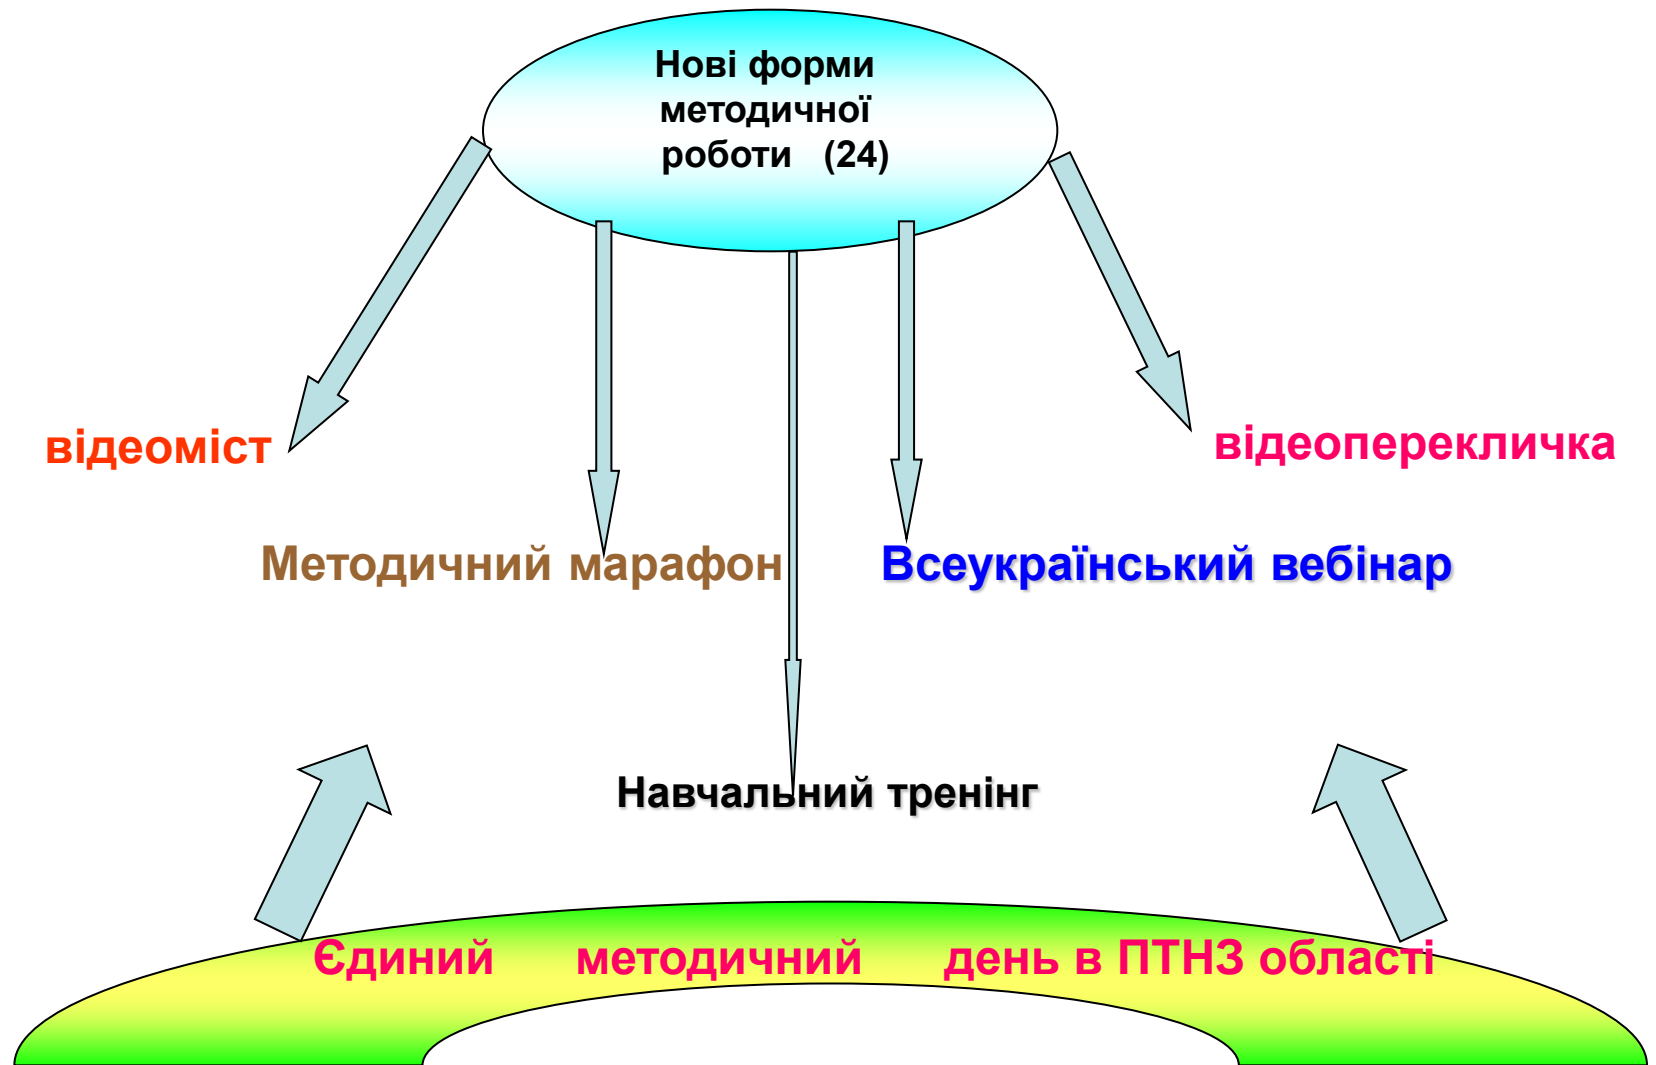 Нові форми
методичної
роботи (24)
відеоміст
відеоперекличка
Методичний марафон
Всеукраїнський вебінар
Навчальний тренінг
Єдиний методичний день в ПТНЗ області